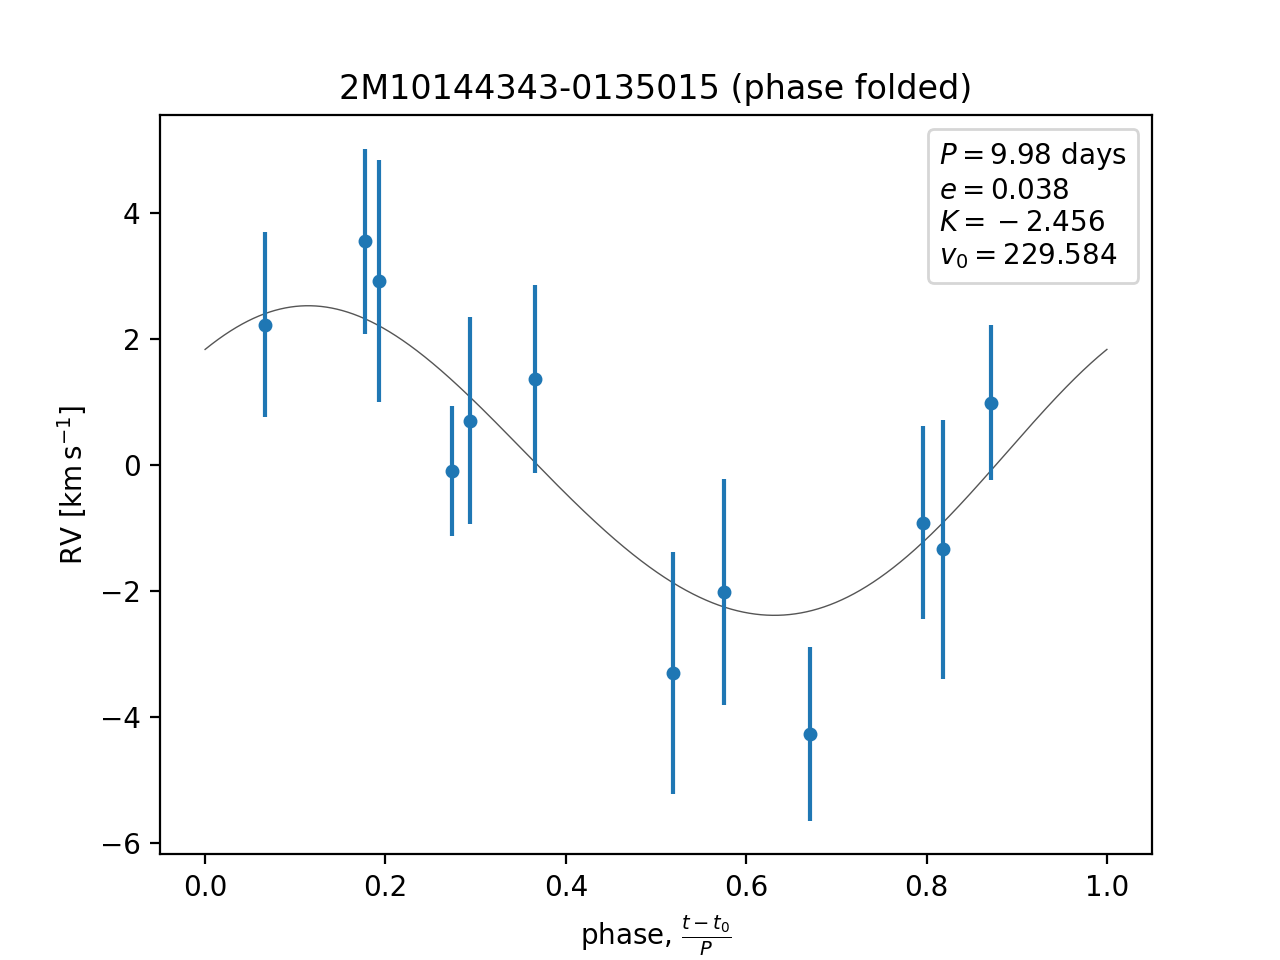 2M10144343-0135015 (phase folded)
P = 9.98 days
e = 0.038
K = −2.456
v₀ = 229.584
RV [km s⁻¹]
4
2
0
−2
−4
−6
0.0 0.2 0.4 0.6 0.8 1.0
phase, (t − t₀)/P